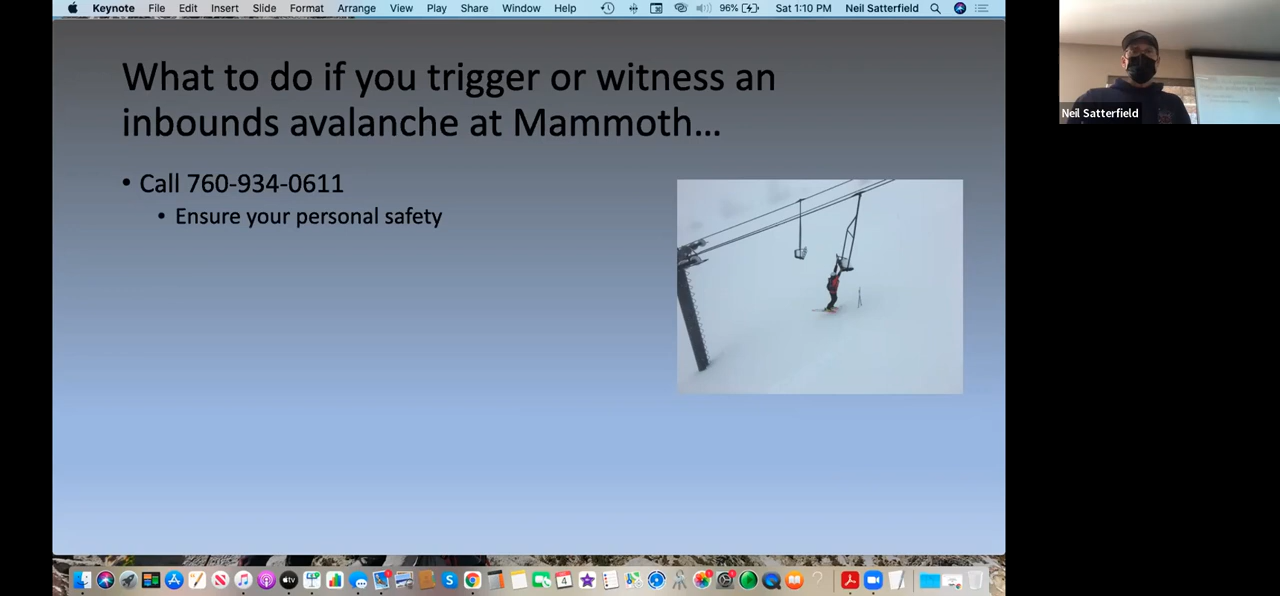 Keynote File Edit Insert Slide Format Arrange View Play Share Window Help 96% Sat 1:10 PM Neil Satterfield
What to do if you trigger or witness an
inbounds avalanche at Mammoth...
• Call 760-934-0611
• Ensure your personal safety
Neil Satterfield